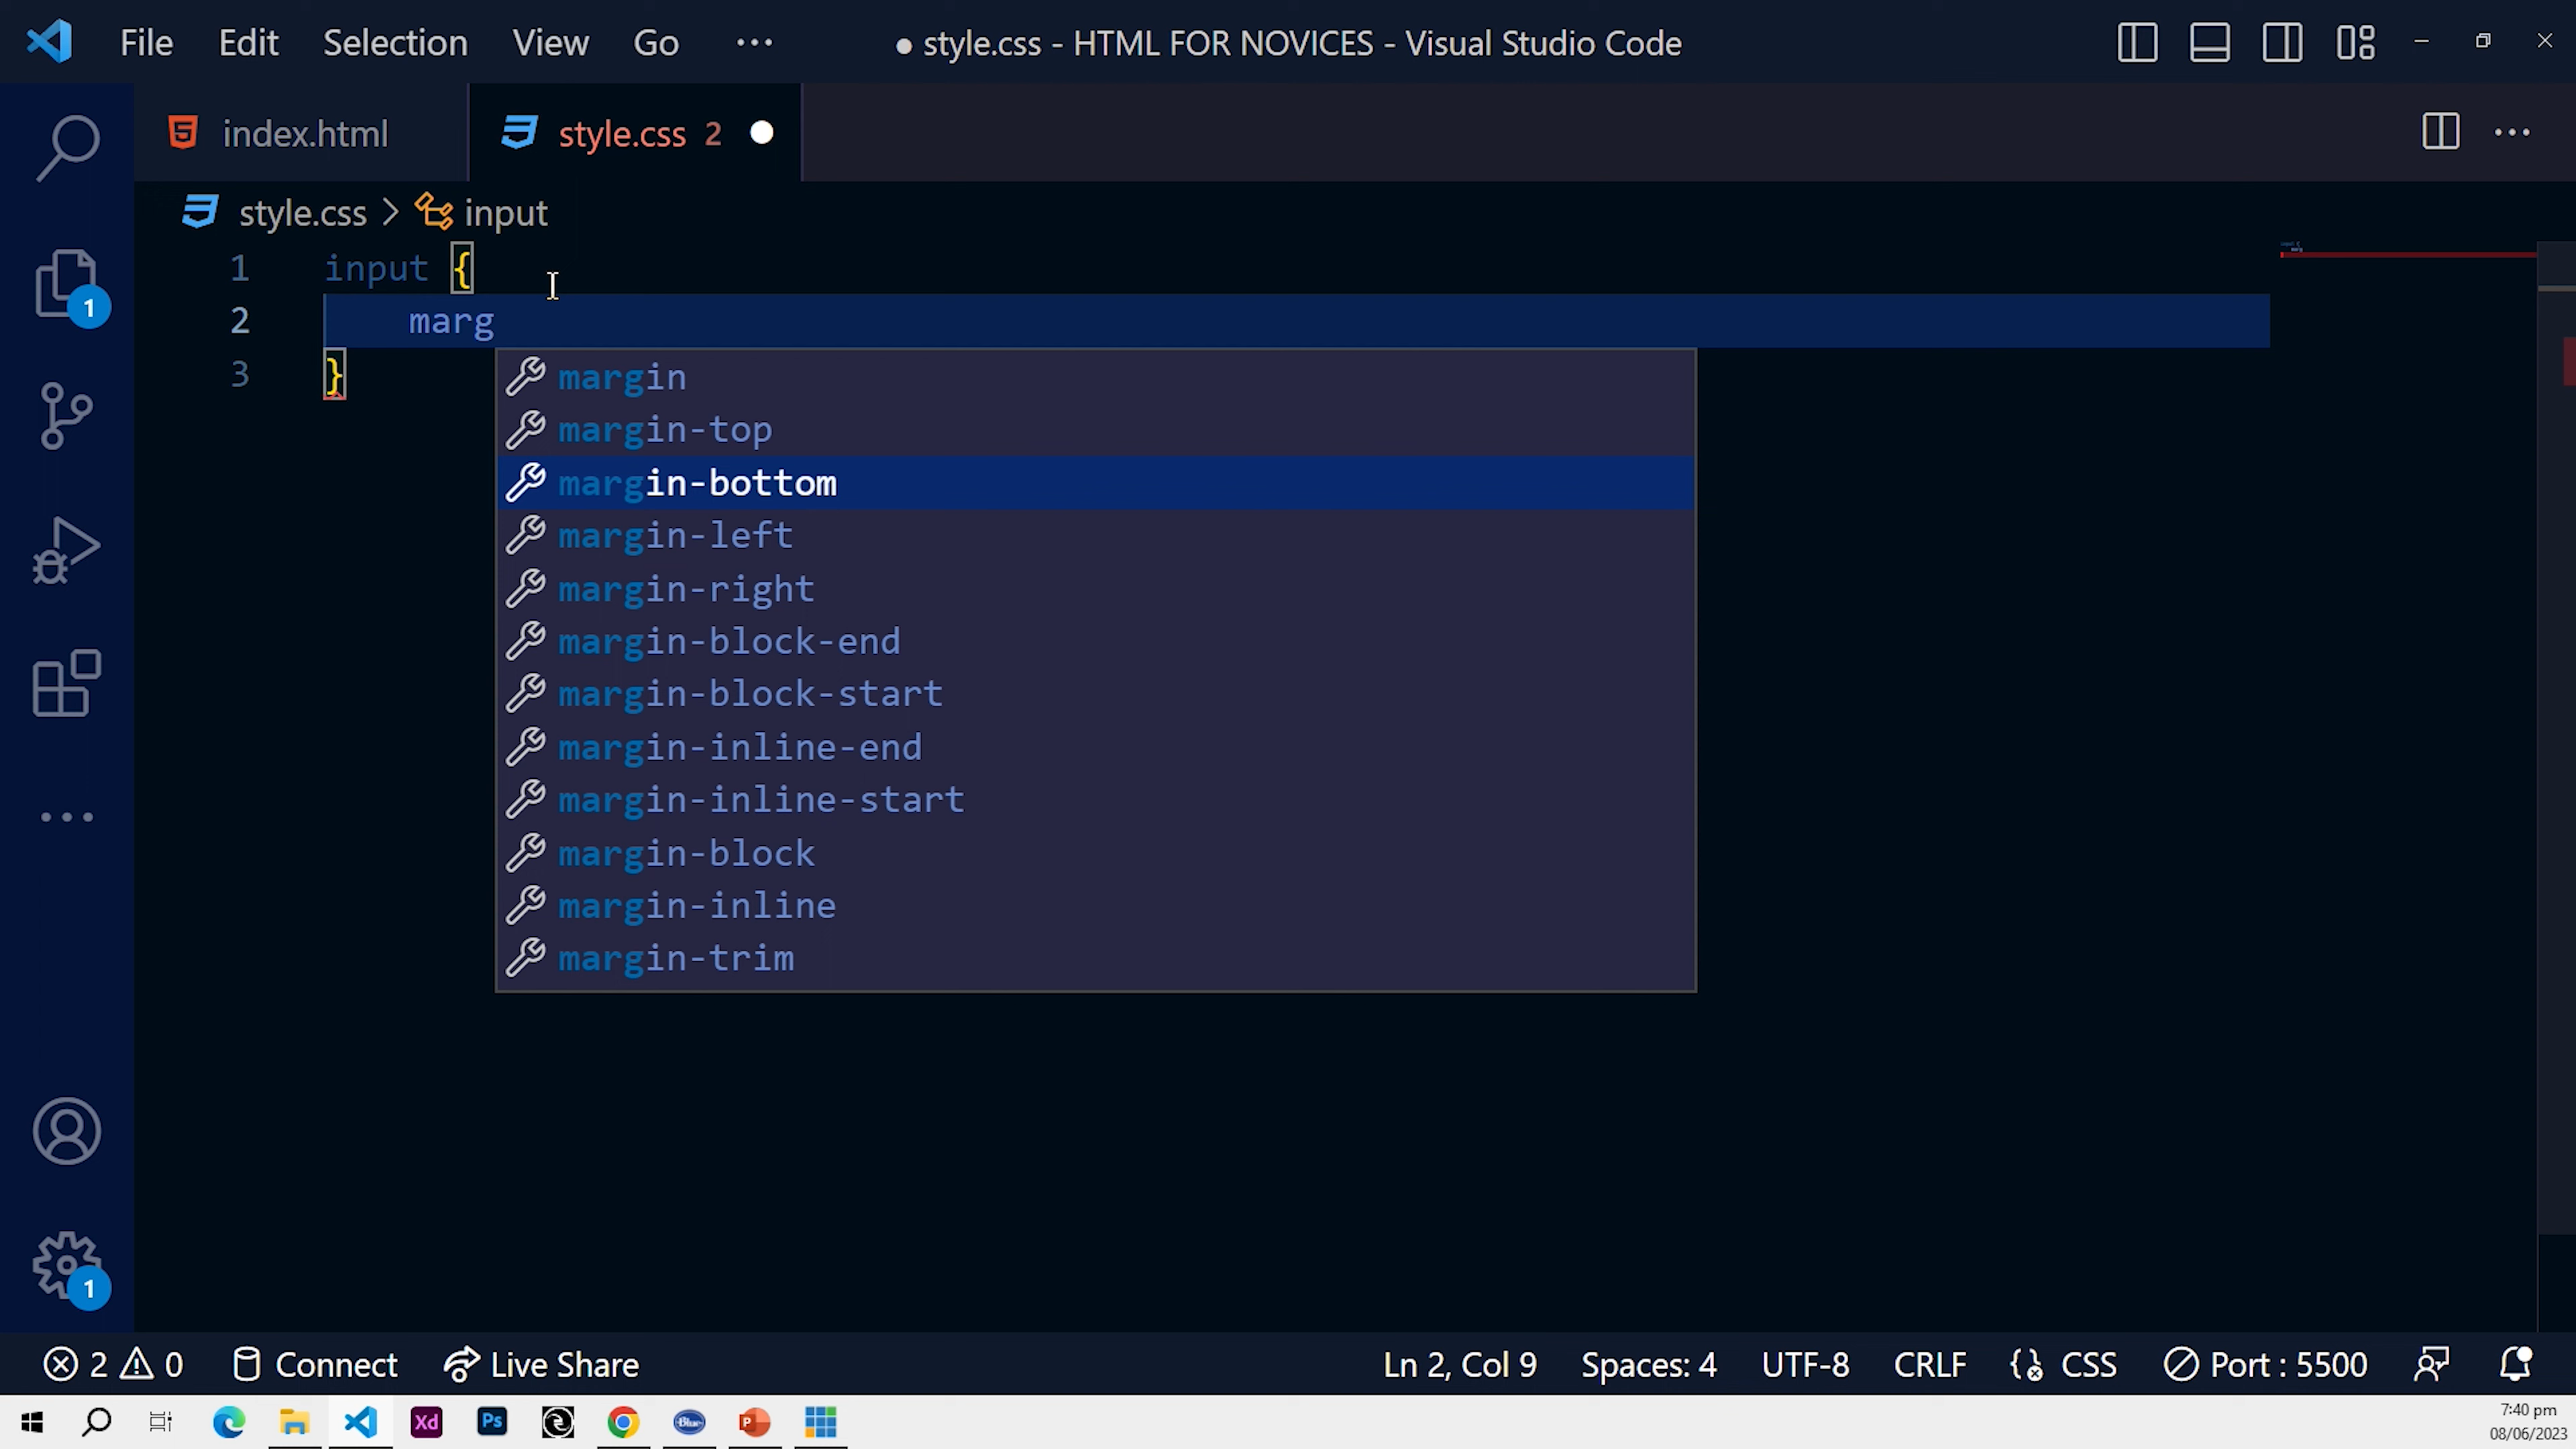 File Edit Selection View Go ··· ● style.css - HTML FOR NOVICES - Visual Studio Code
index.html style.css 2
style.css > input
1 input {
2 marg
3 }
margin
margin-top
margin-bottom
margin-left
margin-right
margin-block-end
margin-block-start
margin-inline-end
margin-inline-start
margin-block
margin-inline
margin-trim
1
1
2 0 Connect Live Share Ln 2, Col 9 Spaces: 4 UTF-8 CRLF CSS Port : 5500
Xd Ps Blue P
7:40 pm
08/06/2023